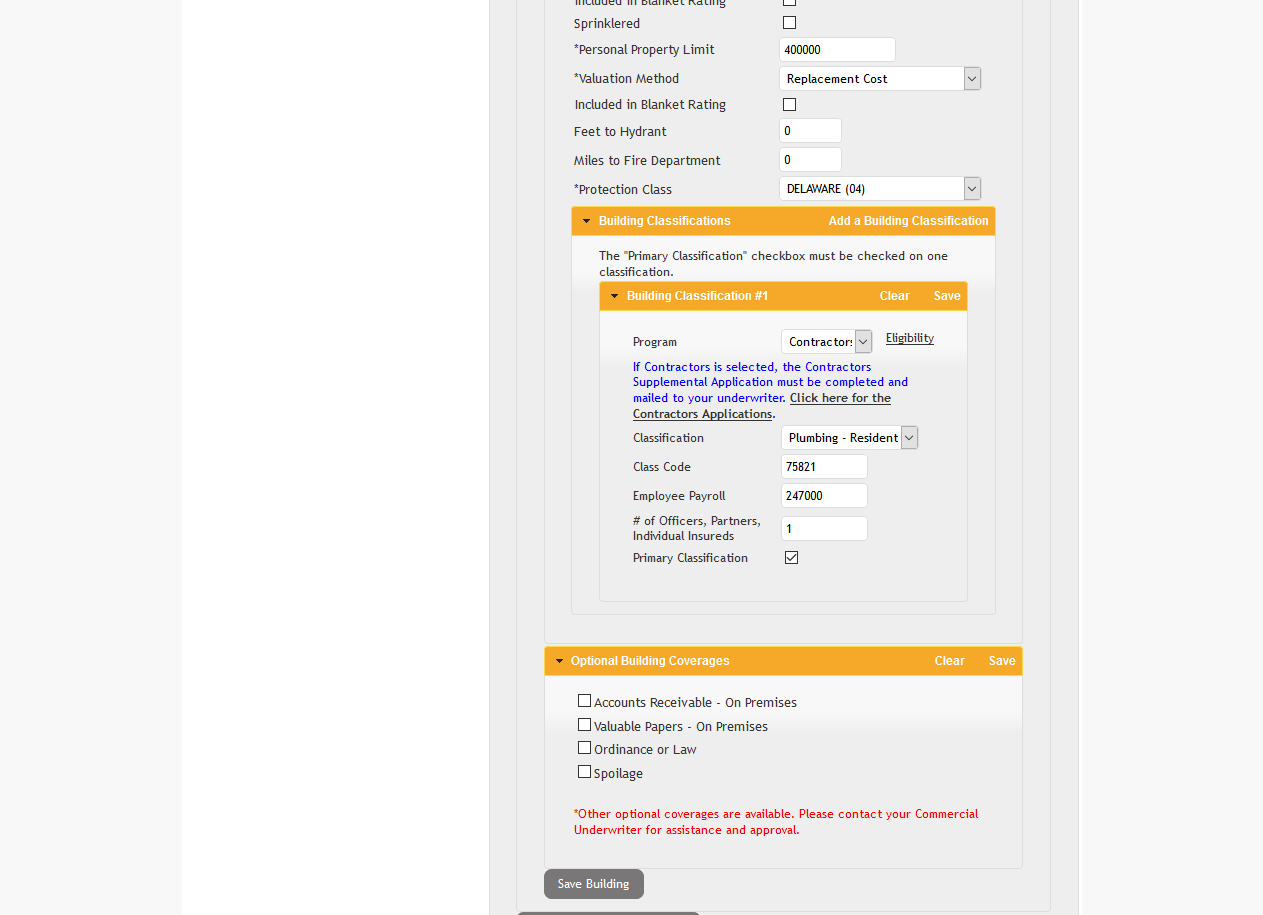 Included in Blanket Rating
Sprinklered
*Personal Property Limit 400000
*Valuation Method Replacement Cost
Included in Blanket Rating
Feet to Hydrant 0
Miles to Fire Department 0
*Protection Class DELAWARE (04)
Building Classifications Add a Building Classification
The "Primary Classification" checkbox must be checked on one
classification.
Building Classification #1 Clear Save
Program Contractors Eligibility
If Contractors is selected, the Contractors
Supplemental Application must be completed and
mailed to your underwriter. Click here for the
Contractors Applications.
Classification Plumbing - Resident
Class Code 75821
Employee Payroll 247000
# of Officers, Partners,
Individual Insureds 1
Primary Classification
Optional Building Coverages Clear Save
Accounts Receivable - On Premises
Valuable Papers - On Premises
Ordinance or Law
Spoilage
*Other optional coverages are available. Please contact your Commercial
Underwriter for assistance and approval.
Save Building